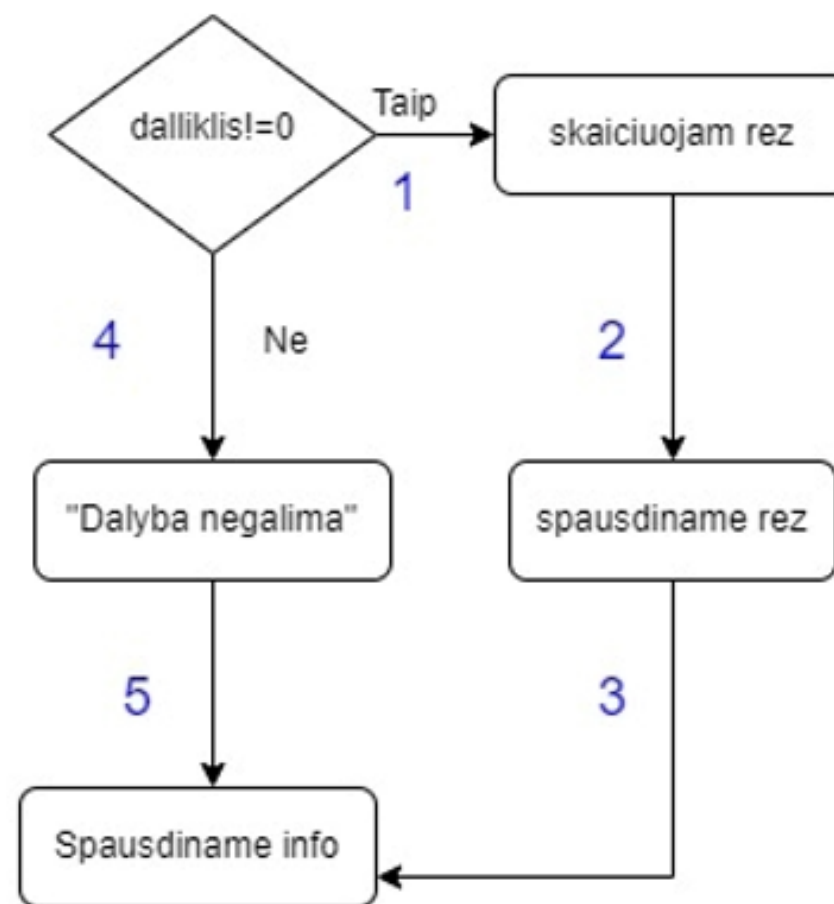 dalliklis!=0
Taip
skaiciuojam rez
1
4
Ne
2
"Dalyba negalima"
spausdiname rez
5
3
Spausdiname info